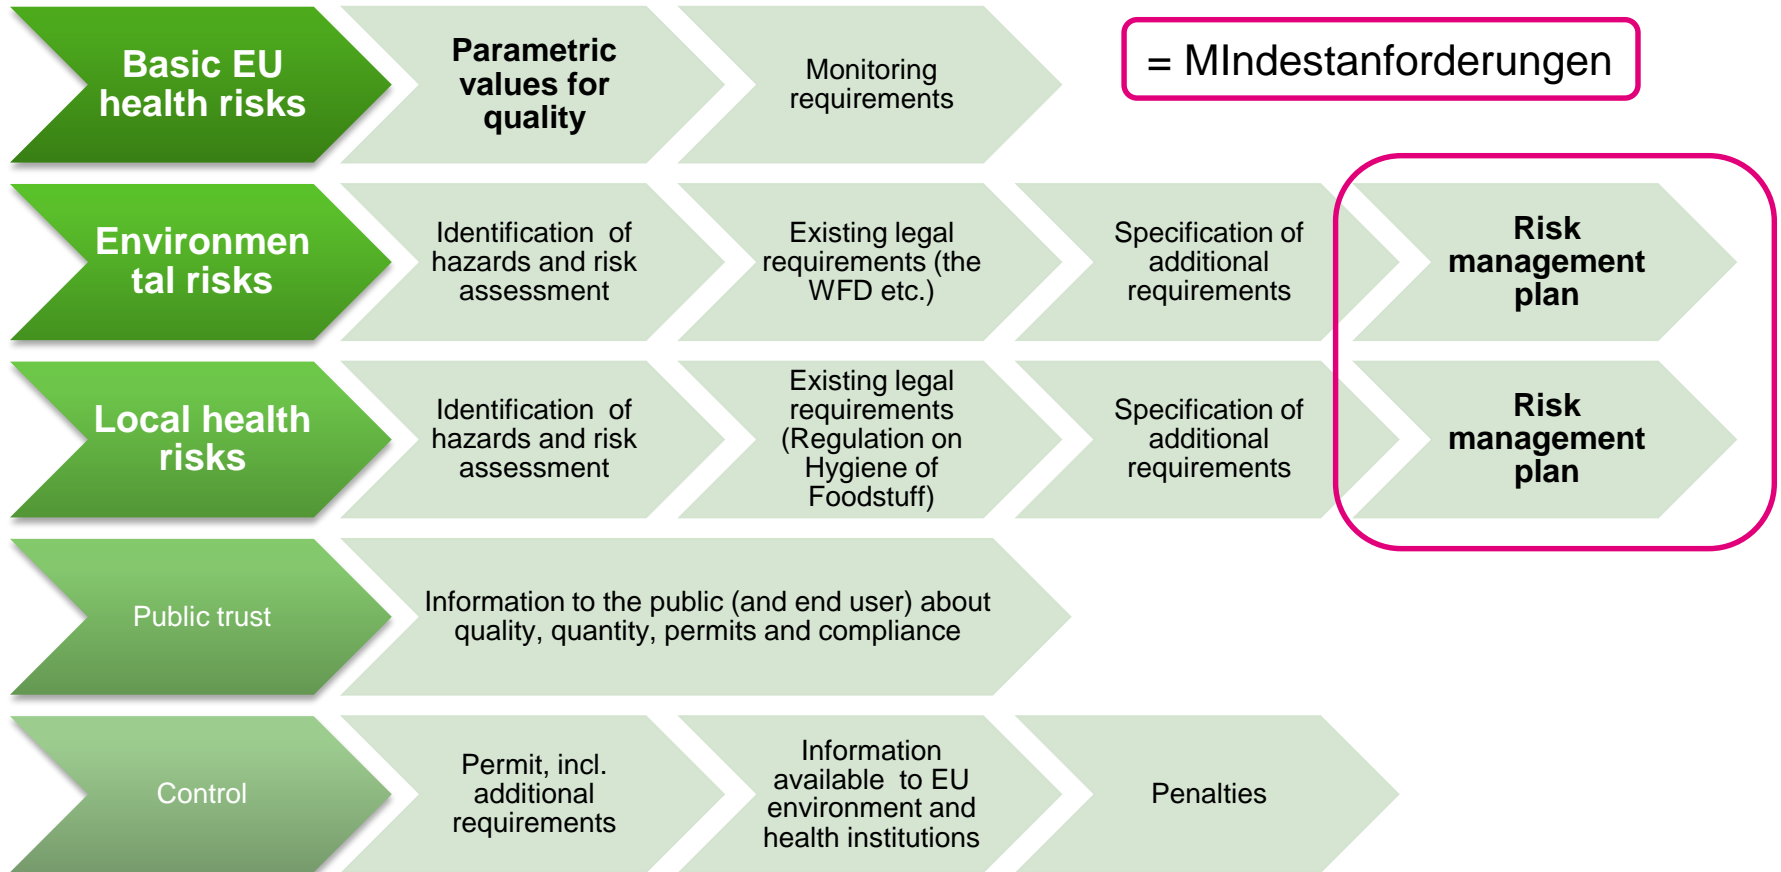 Basic EU
health risks
Parametric
values for
quality
Monitoring
requirements
= MIndestanforderungen
Environmen
tal risks
Identification of
hazards and risk
assessment
Existing legal
requirements (the
WFD etc.)
Specification of
additional
requirements
Risk
management
plan
Local health
risks
Identification of
hazards and risk
assessment
Existing legal
requirements
(Regulation on
Hygiene of
Foodstuff)
Specification of
additional
requirements
Risk
management
plan
Public trust
Information to the public (and end user) about
quality, quantity, permits and compliance
Control
Permit, incl.
additional
requirements
Information
available to EU
environment and
health institutions
Penalties